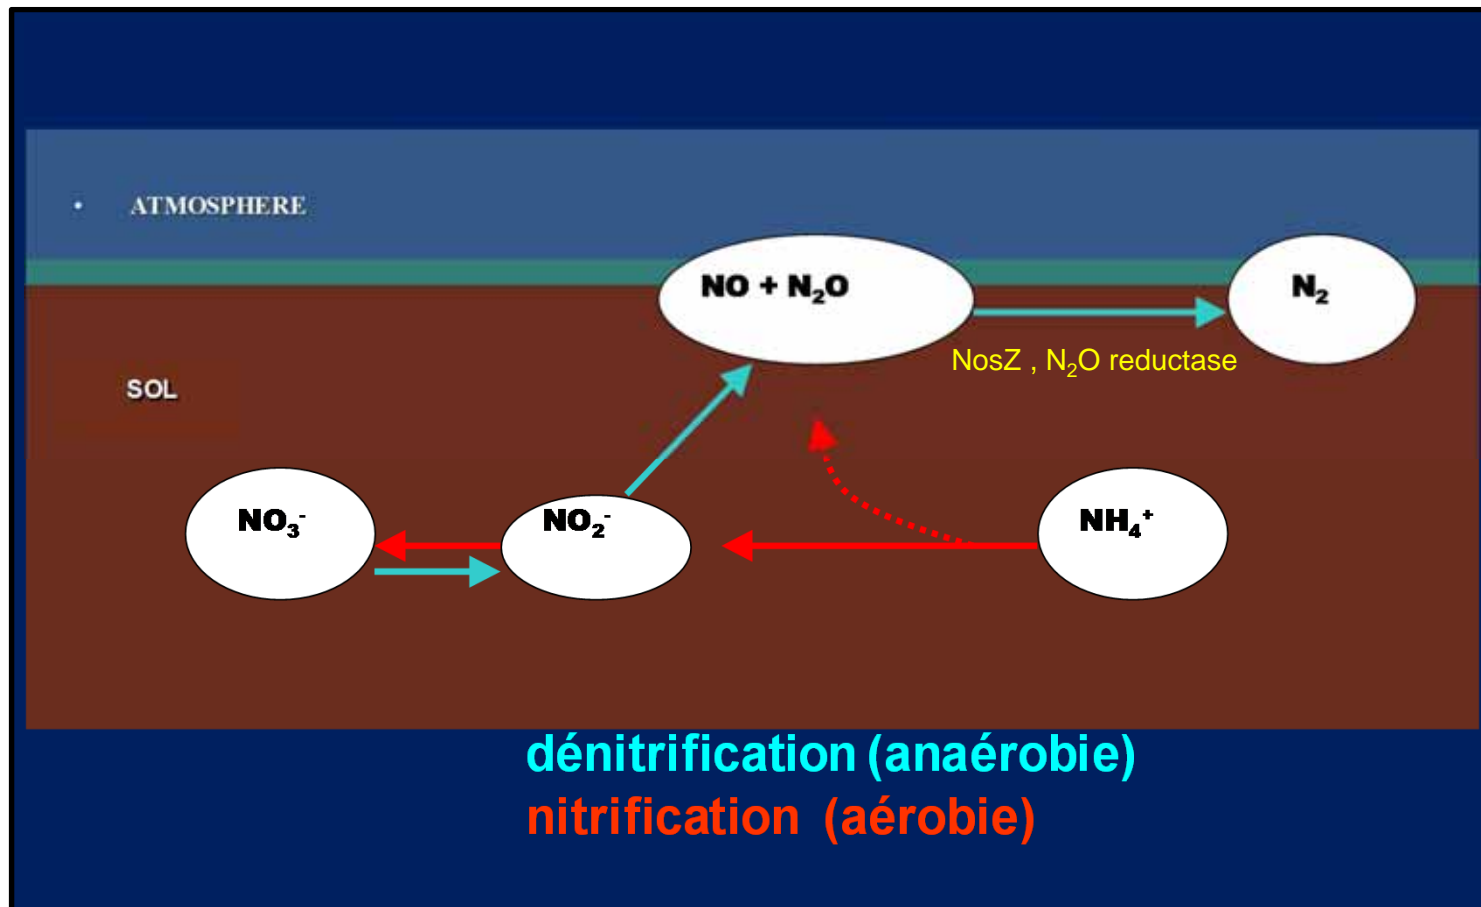 • ATMOSPHERE
NO + N₂O
N₂
NosZ , N₂O reductase
SOL
NO₃⁻
NO₂⁻
NH₄⁺
dénitrification (anaérobie)
nitrification (aérobie)